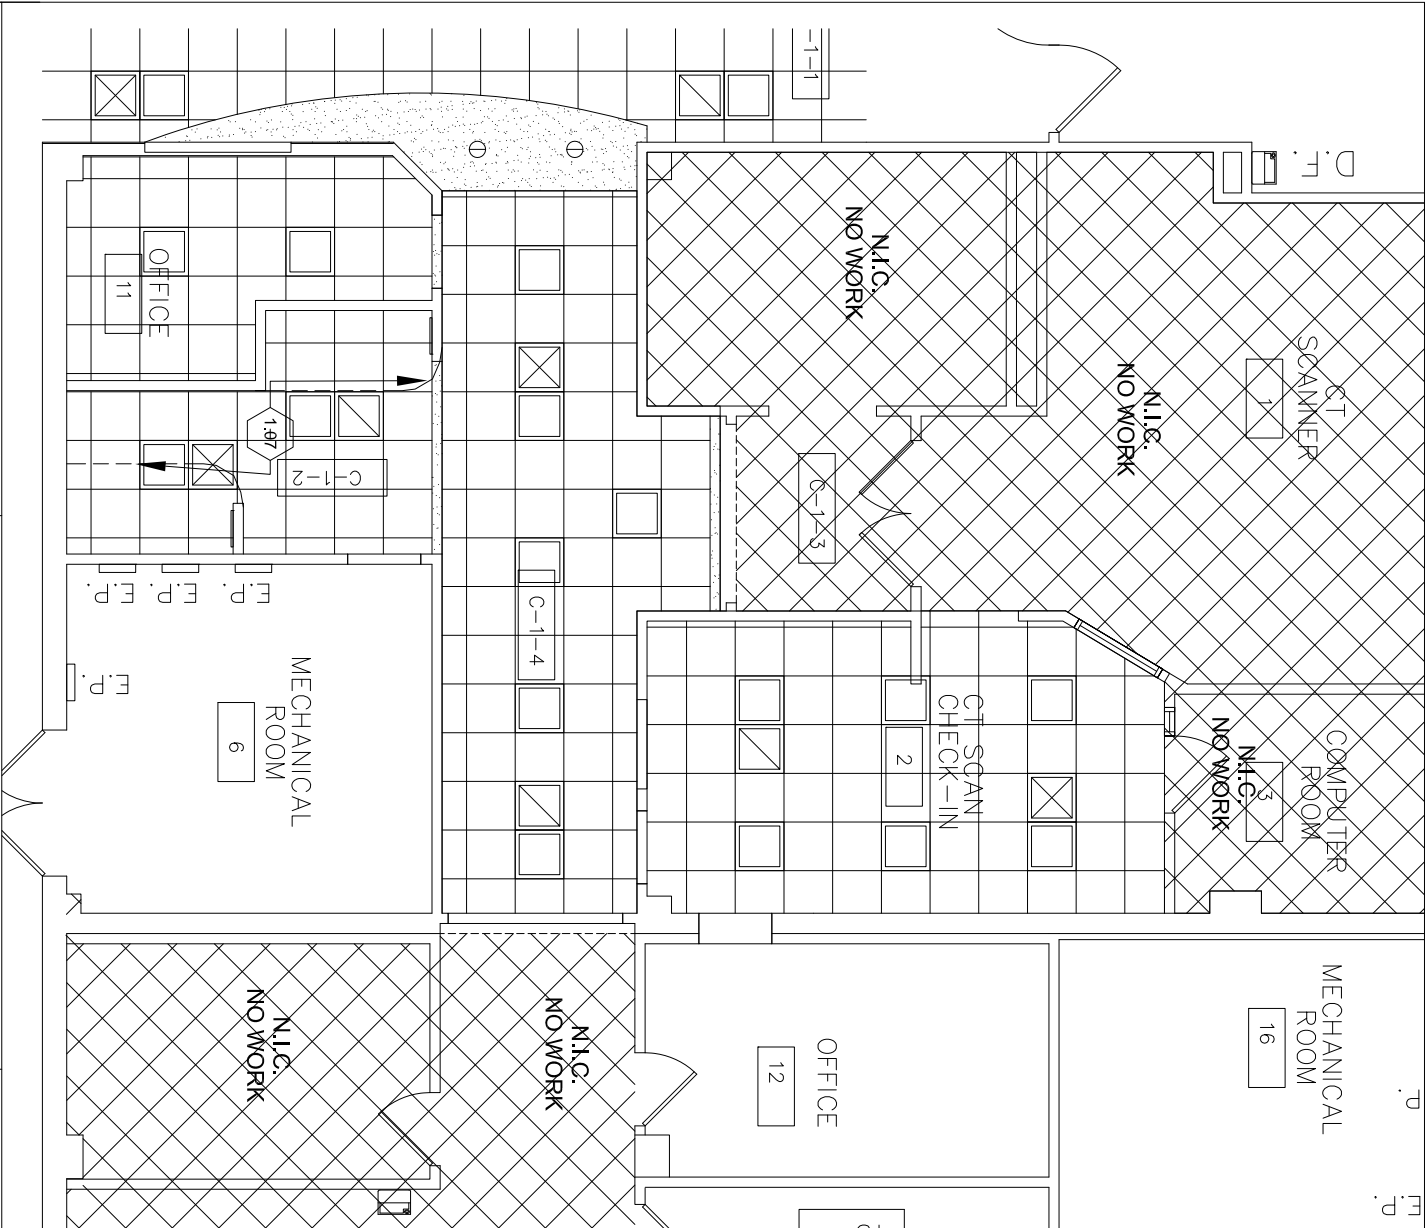 C-1-1
D.F.
N.I.C.
NO WORK
CT
SCANNER
1
N.I.C.
NO WORK
OFFICE
11
1.07
C-1-2
C-1-3
C-1-4
E.P.
E.P.
E.P.
E.P.
MECHANICAL
ROOM
6
CT SCAN
CHECK-IN
2
COMPUTER
ROOM
3
N.I.C.
NO WORK
N.I.C.
NO WORK
N.I.C.
NO WORK
OFFICE
12
MECHANICAL
ROOM
16
E.P.